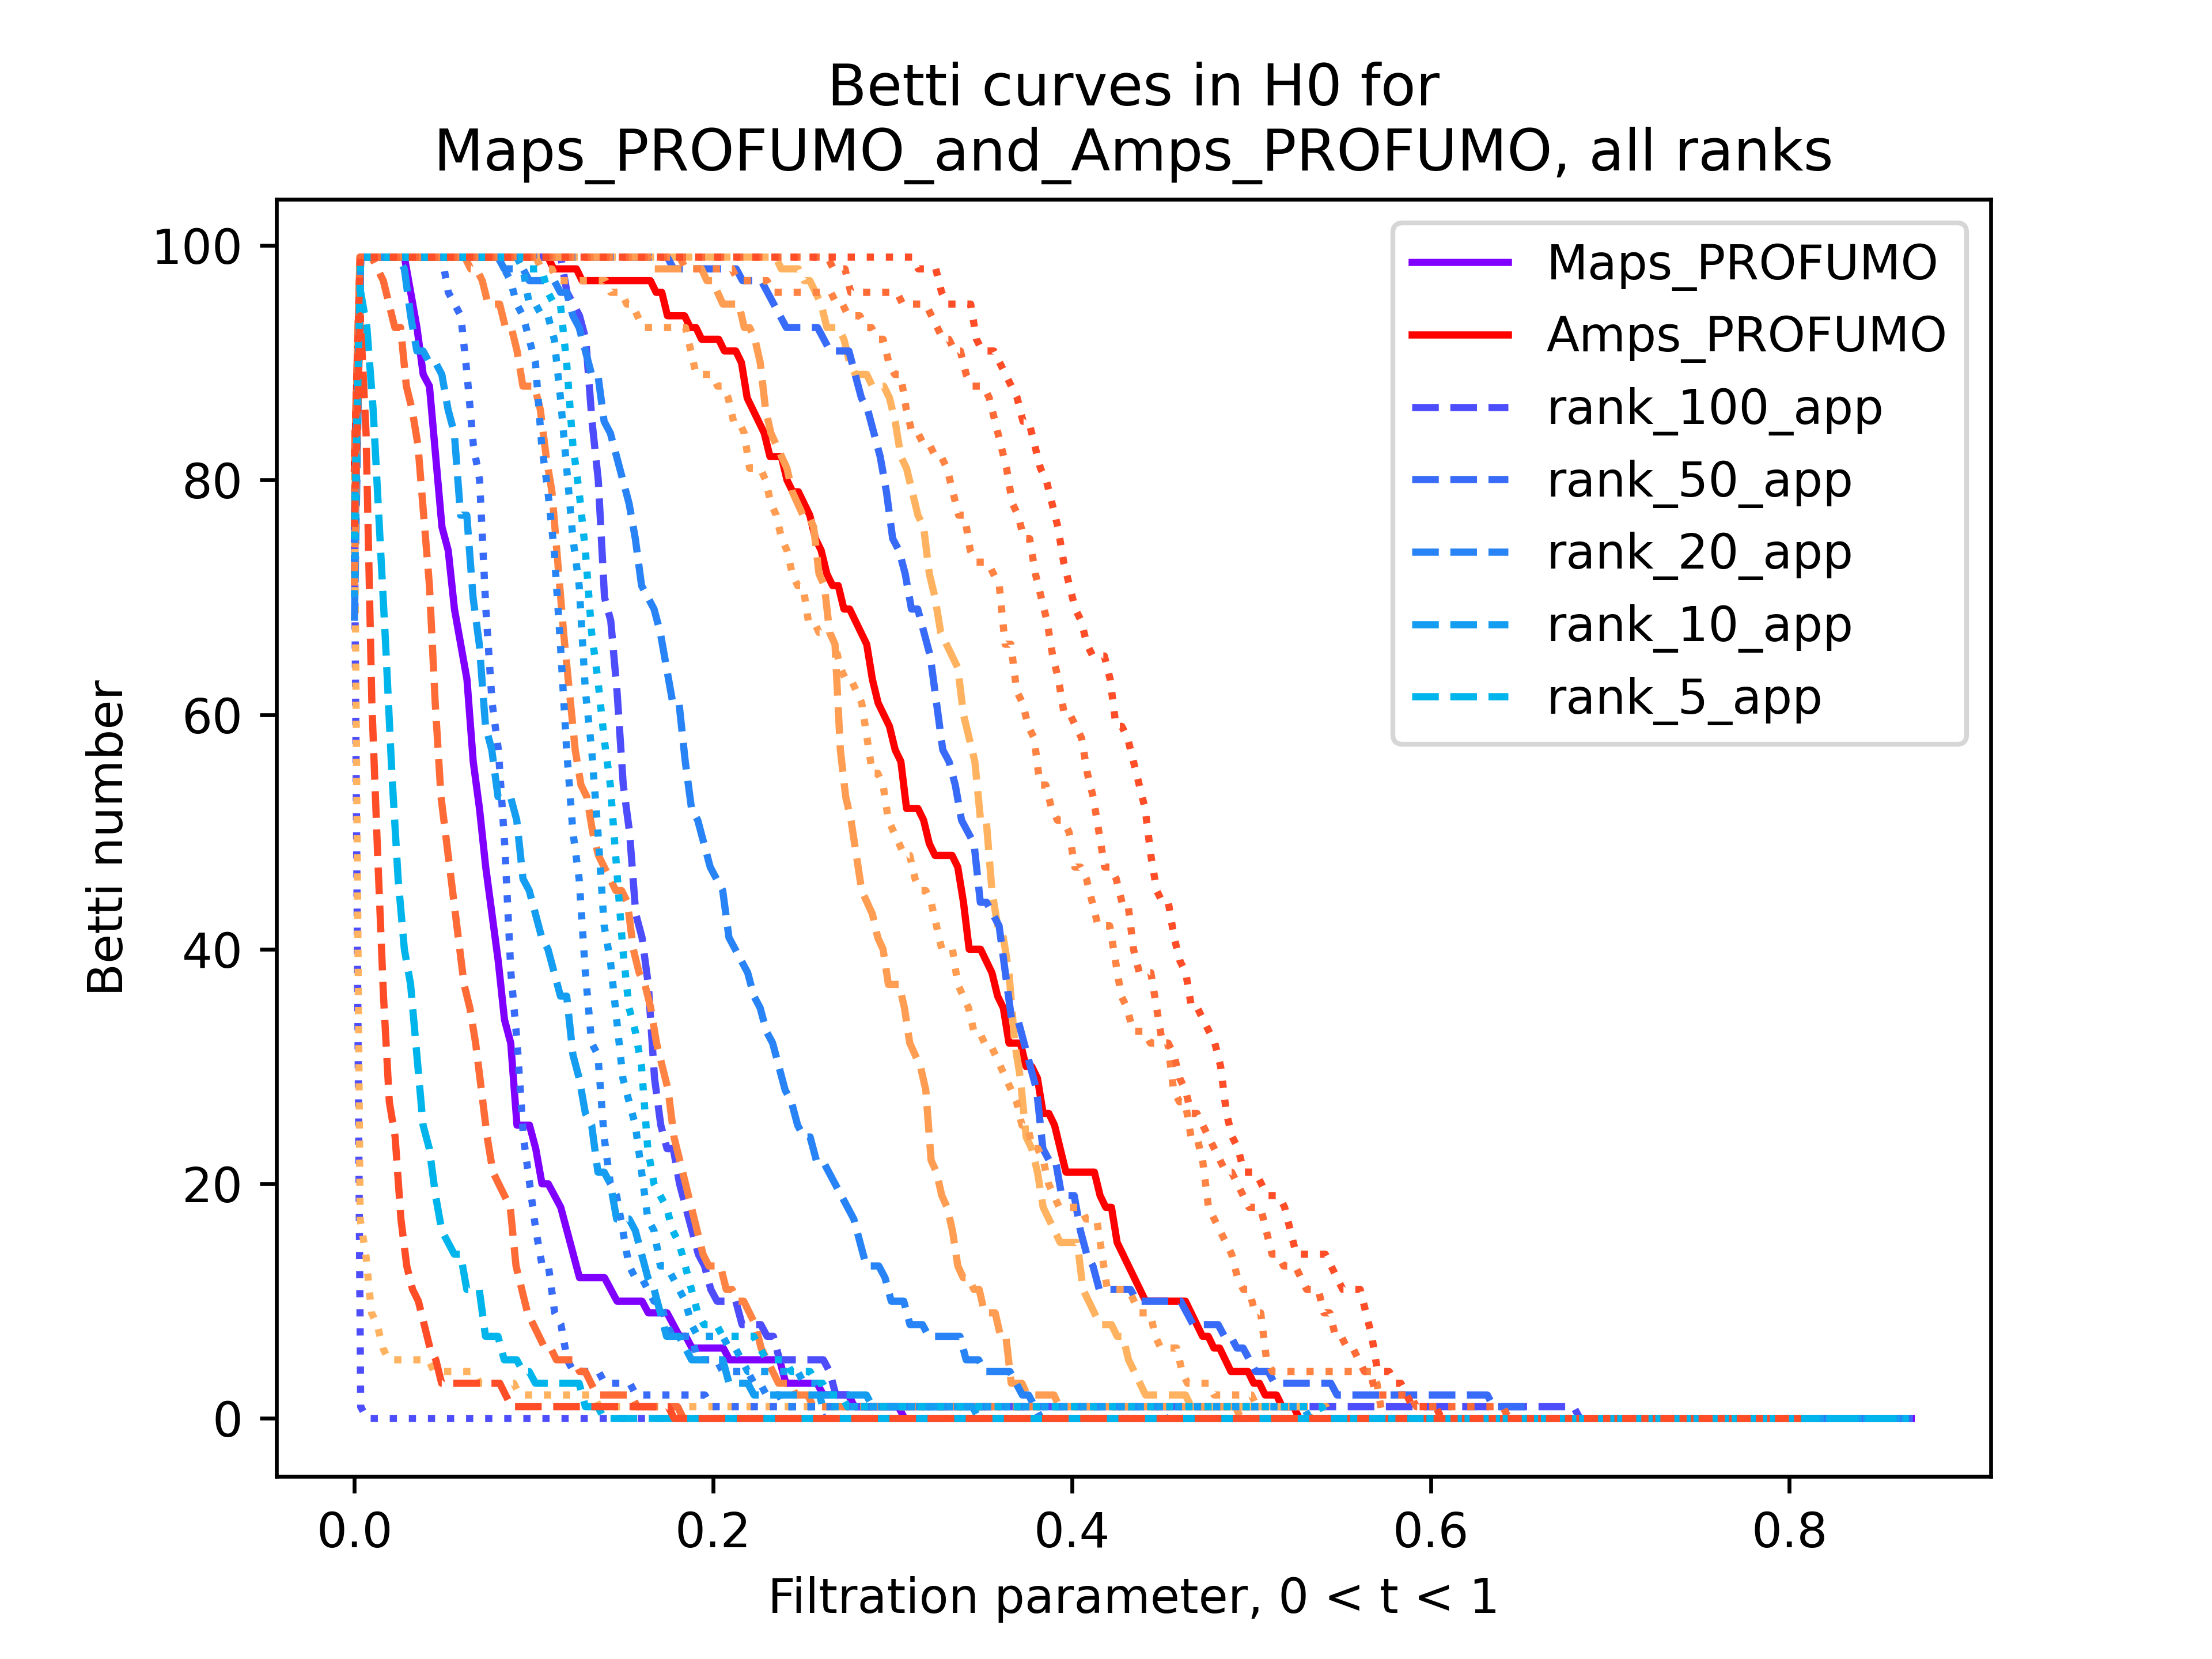 Betti curves in H0 for
Maps_PROFUMO_and_Amps_PROFUMO, all ranks
Betti number
100
80
60
40
20
0
Maps_PROFUMO
Amps_PROFUMO
rank_100_app
rank_50_app
rank_20_app
rank_10_app
rank_5_app
0.0 0.2 0.4 0.6 0.8
Filtration parameter, 0 < t < 1